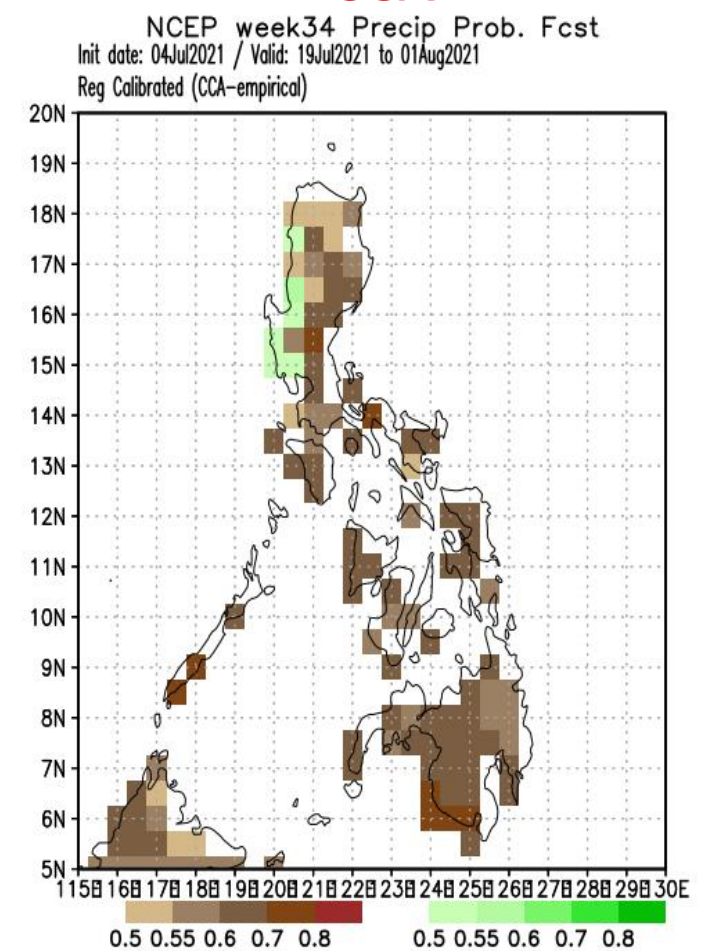 NCEP week34 Precip Prob. Fcst
Init date: 04Jul2021 / Valid: 19Jul2021 to 01Aug2021
Reg Calibrated (CCA-empirical)
20N
19N
18N
17N
16N
15N
14N
13N
12N
11N
10N
9N
8N
7N
6N
5N
115E 116E 117E 118E 119E 120E 121E 122E 123E 124E 125E 126E 127E 128E 129E 130E
0.5 0.55 0.6 0.7 0.8 0.5 0.55 0.6 0.7 0.8